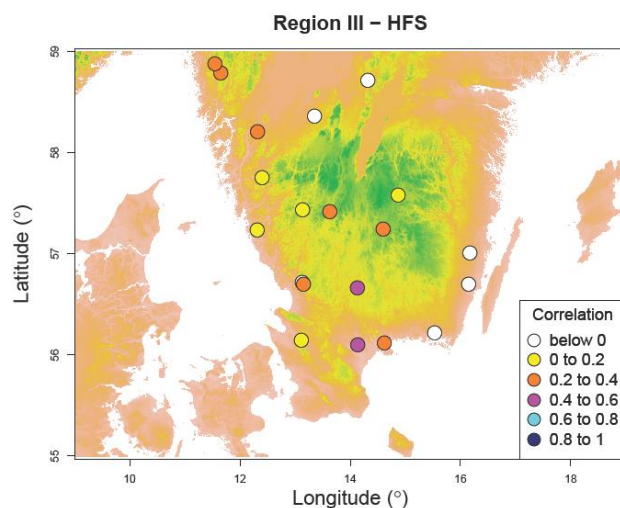 Region III – HFS
59
58
57
56
55
Latitude (°)
10
12
14
16
18
Longitude (°)
Correlation
below 0
0 to 0.2
0.2 to 0.4
0.4 to 0.6
0.6 to 0.8
0.8 to 1